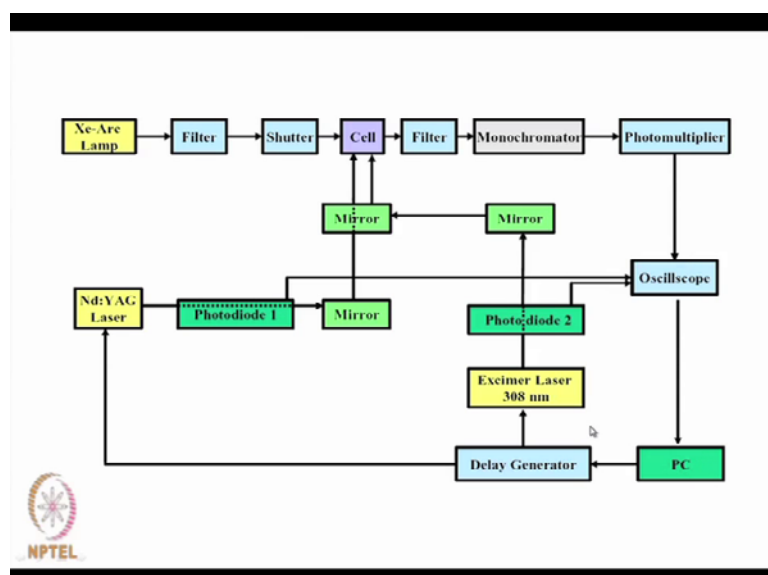 Xe-Arc
Lamp
Filter
Shutter
Cell
Filter
Monochromator
Photomultiplier
Mirror
Mirror
Oscillscope
Nd:YAG
Laser
Photodiode 1
Mirror
Photodiode 2
Excimer Laser
308 nm
Delay Generator
PC
NPTEL